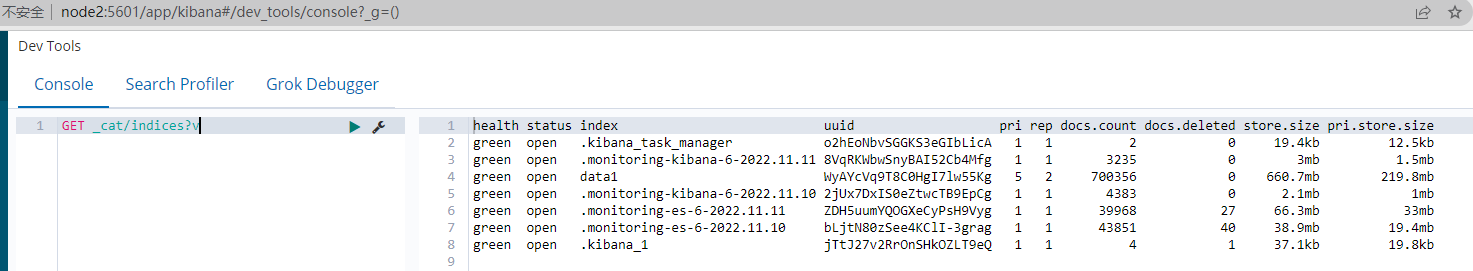 不安全 node2:5601/app/kibana#/dev_tools/console?_g=()
Dev Tools
Console Search Profiler Grok Debugger
1 GET _cat/indices?v
1 health status index uuid pri rep docs.count docs.deleted store.size pri.store.size
2 green open .kibana_task_manager o2hEoNbvSGGKS3eGIbLicA 1 1 2 0 19.4kb 12.5kb
3 green open .monitoring-kibana-6-2022.11.11 8VqRKWbwSnyBAI52Cb4Mfg 1 1 3235 0 3mb 1.5mb
4 green open data1 WyAYcVq9T8C0HgI7lw55Kg 5 2 700356 0 660.7mb 219.8mb
5 green open .monitoring-kibana-6-2022.11.10 2jUx7DxIS0eZtwcTB9EpCg 1 1 4383 0 2.1mb 1mb
6 green open .monitoring-es-6-2022.11.11 ZDH5uumYQOGXeCyPsH9Vyg 1 1 39968 27 66.3mb 33mb
7 green open .monitoring-es-6-2022.11.10 bLjtN80zSee4KClI-3grag 1 1 43851 40 38.9mb 19.4mb
8 green open .kibana_1 jTtJ27v2RrOnSHkOZLT9eQ 1 1 4 1 37.1kb 19.8kb
9